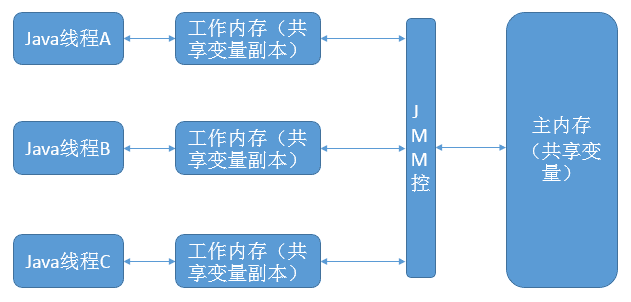 Java线程A
工作内存（共
享变量副本）
Java线程B
工作内存（共
享变量副本）
Java线程C
工作内存（共
享变量副本）
J
M
M
控
主内存
（共享变
量）